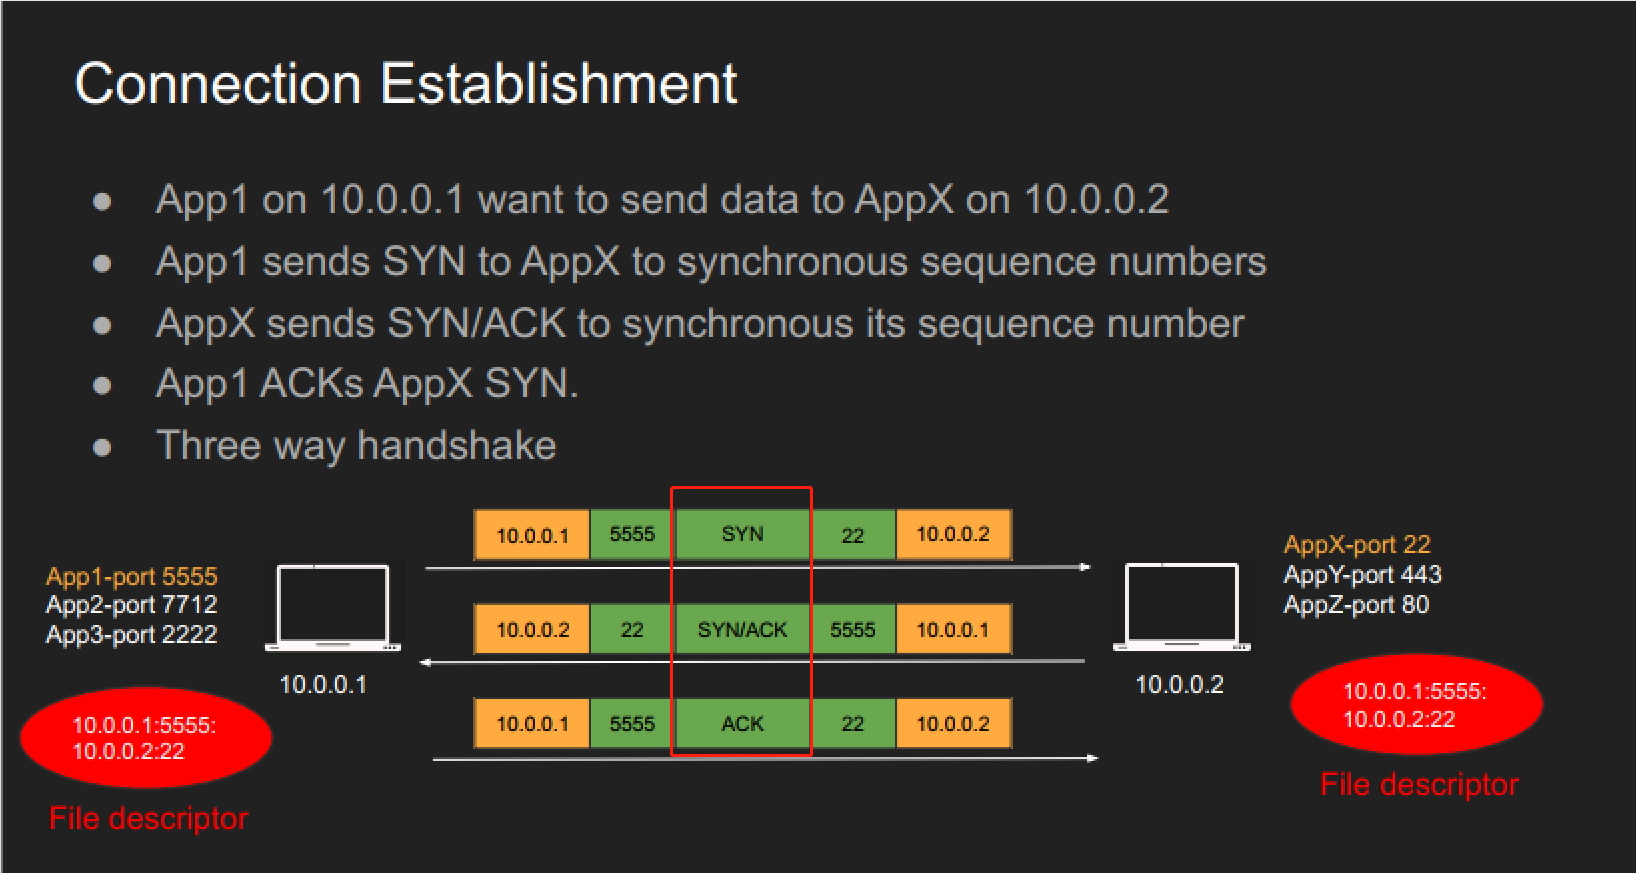 Connection Establishment
● App1 on 10.0.0.1 want to send data to AppX on 10.0.0.2
● App1 sends SYN to AppX to synchronous sequence numbers
● AppX sends SYN/ACK to synchronous its sequence number
● App1 ACKs AppX SYN.
● Three way handshake
10.0.0.1 5555 SYN 22 10.0.0.2
10.0.0.2 22 SYN/ACK 5555 10.0.0.1
10.0.0.1 5555 ACK 22 10.0.0.2
App1-port 5555
App2-port 7712
App3-port 2222
10.0.0.1
10.0.0.1:5555:
10.0.0.2:22
File descriptor
AppX-port 22
AppY-port 443
AppZ-port 80
10.0.0.2
10.0.0.1:5555:
10.0.0.2:22
File descriptor